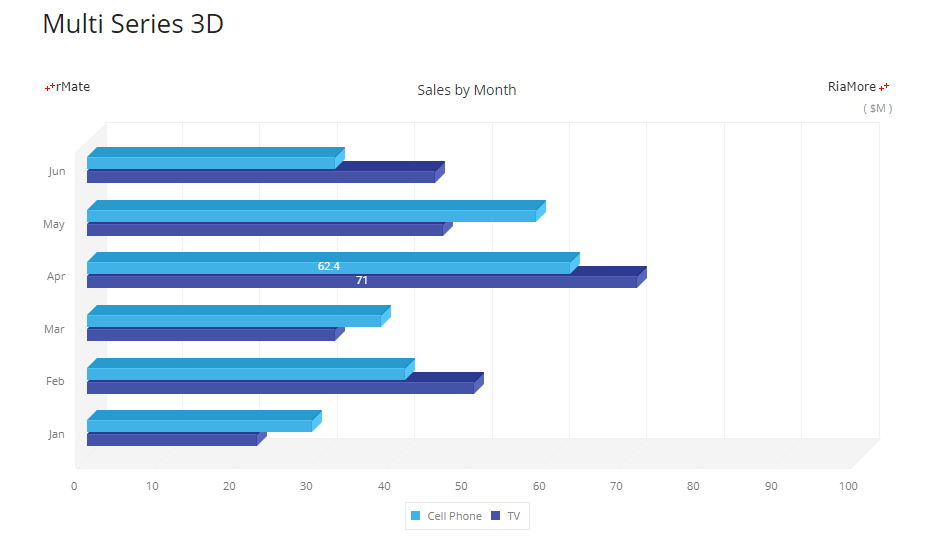 Multi Series 3D
rMate
Sales by Month
RiaMore
( $M )
Jun
May
Apr
62.4
71
Mar
Feb
Jan
0 10 20 30 40 50 60 70 80 90 100
Cell Phone TV